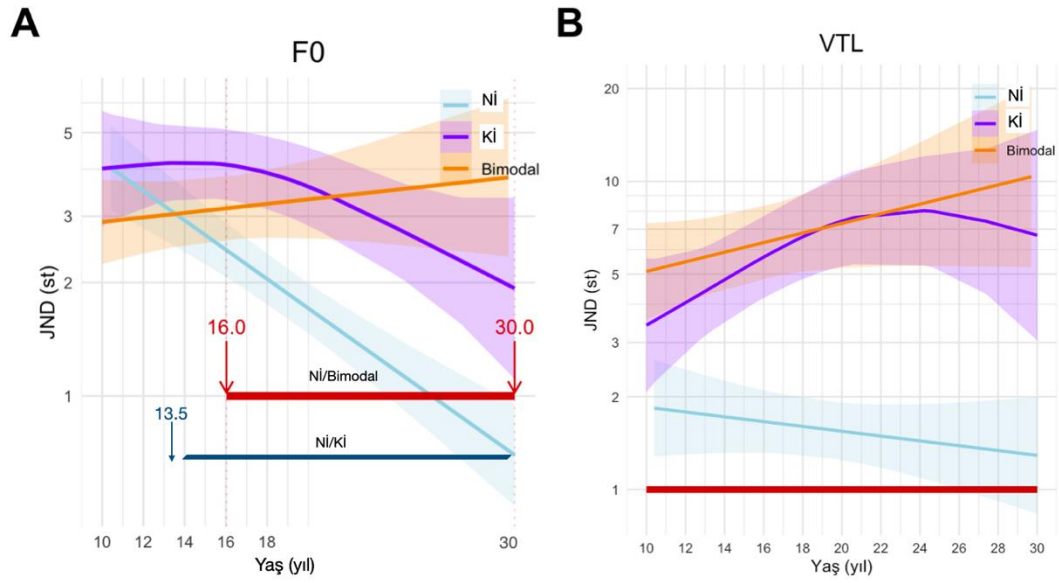 A
F0
Nİ
Kİ
Bimodal
JND (st)
5
3
2
1
16.0
30.0
Nİ/Bimodal
13.5
Nİ/Kİ
10 12 14 16 18 30
Yaş (yıl)
B
VTL
Nİ
Kİ
Bimodal
JND (st)
20
10
7
5
3
2
1
10 12 14 16 18 20 22 24 26 28 30
Yaş (yıl)